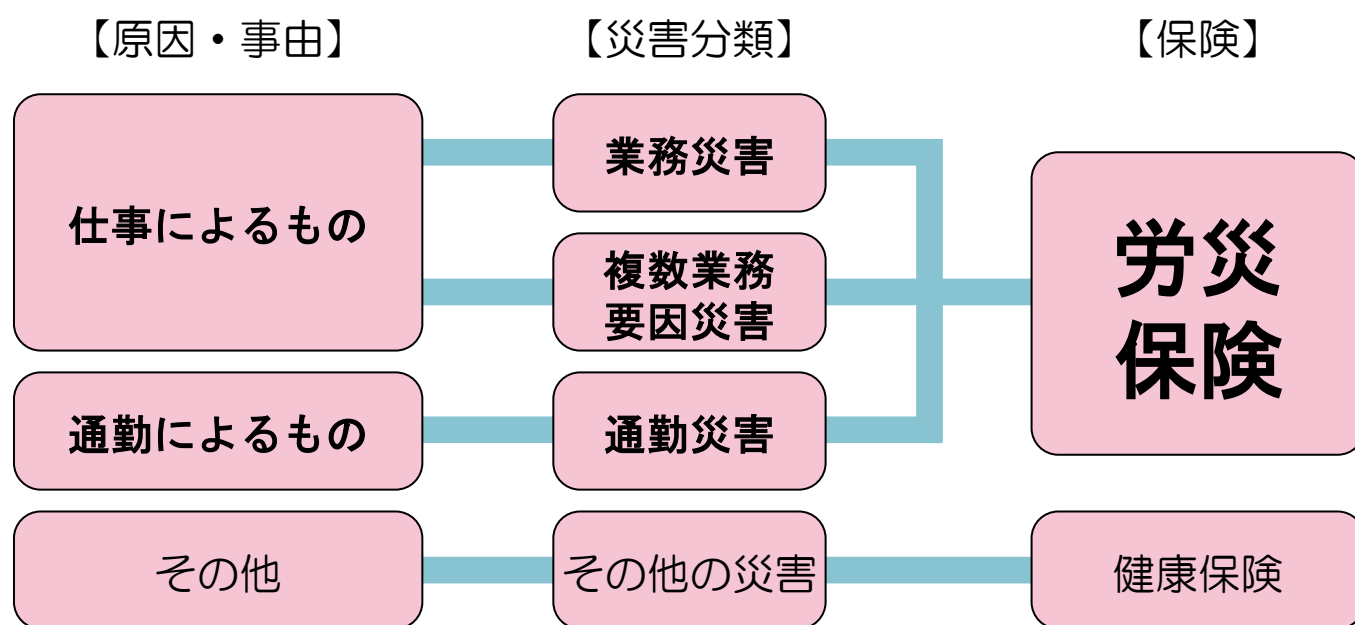 【原因・事由】
【災害分類】
【保険】
仕事によるもの
業務災害
複数業務
要因災害
労災
保険
通勤によるもの
通勤災害
その他
その他の災害
健康保険